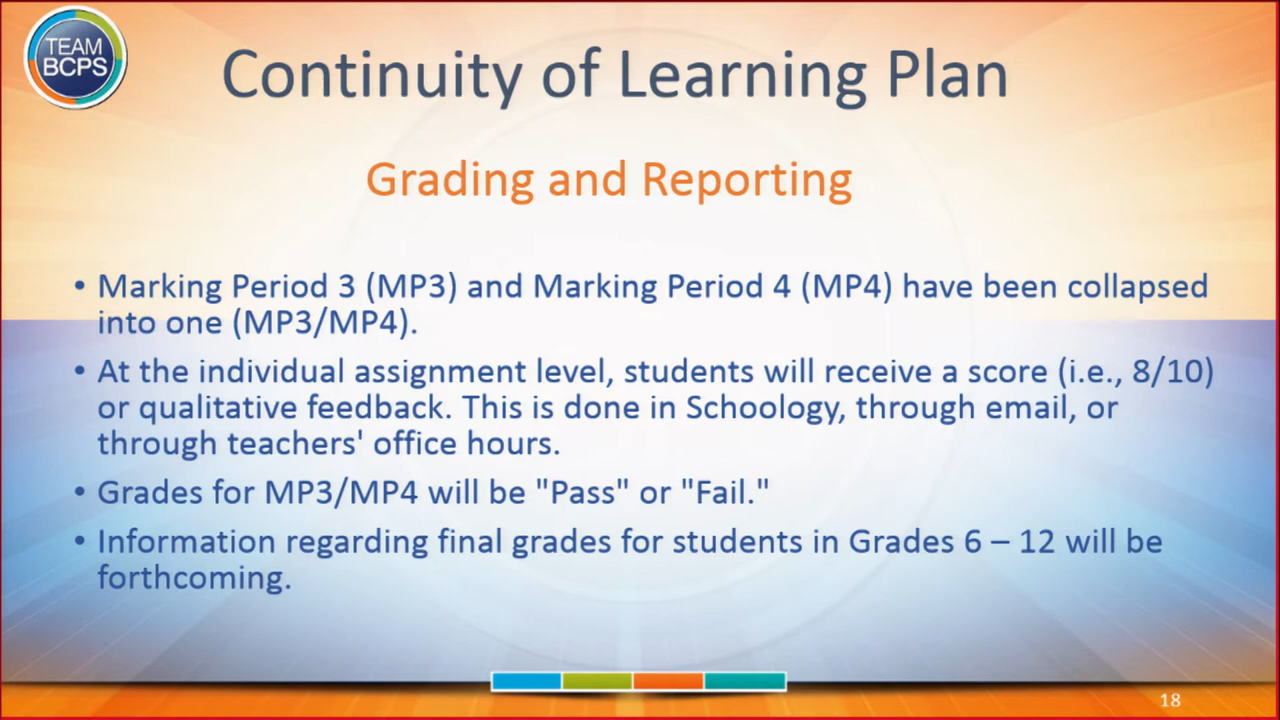 TEAM
BCPS
Continuity of Learning Plan
Grading and Reporting
• Marking Period 3 (MP3) and Marking Period 4 (MP4) have been collapsed
into one (MP3/MP4).
• At the individual assignment level, students will receive a score (i.e., 8/10)
or qualitative feedback. This is done in Schoology, through email, or
through teachers' office hours.
• Grades for MP3/MP4 will be "Pass" or "Fail."
• Information regarding final grades for students in Grades 6 – 12 will be
forthcoming.
18